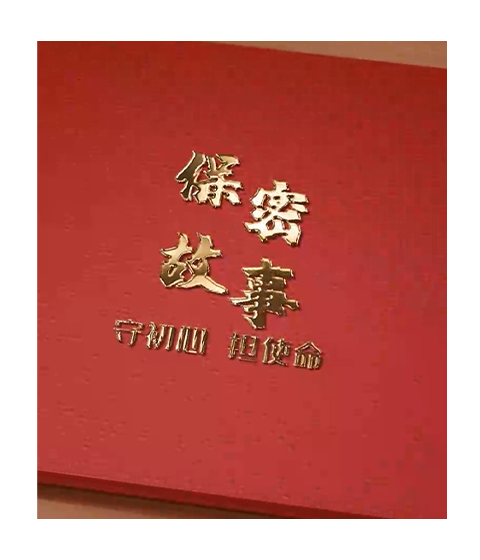 保密
故事
守初心 担使命